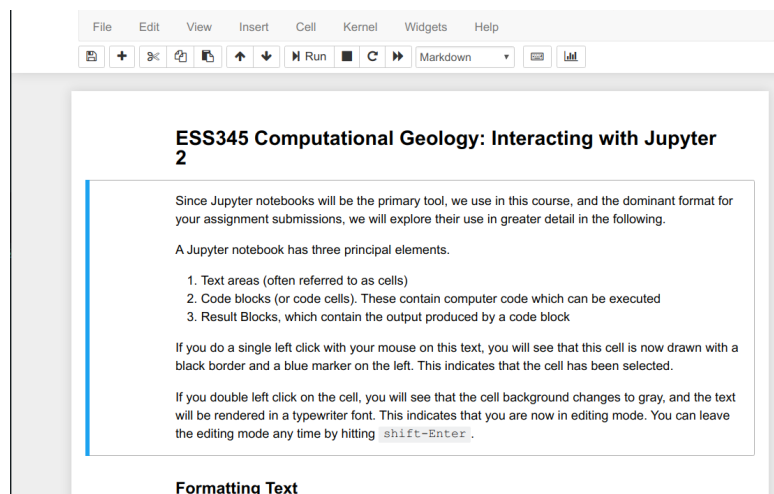 File Edit View Insert Cell Kernel Widgets Help
Run Markdown
ESS345 Computational Geology: Interacting with Jupyter
2
Since Jupyter notebooks will be the primary tool, we use in this course, and the dominant format for
your assignment submissions, we will explore their use in greater detail in the following.
A Jupyter notebook has three principal elements.
1. Text areas (often referred to as cells)
2. Code blocks (or code cells). These contain computer code which can be executed
3. Result Blocks, which contain the output produced by a code block
If you do a single left click with your mouse on this text, you will see that this cell is now drawn with a
black border and a blue marker on the left. This indicates that the cell has been selected.
If you double left click on the cell, you will see that the cell background changes to gray, and the text
will be rendered in a typewriter font. This indicates that you are now in editing mode. You can leave
the editing mode any time by hitting shift-Enter.
Formatting Text